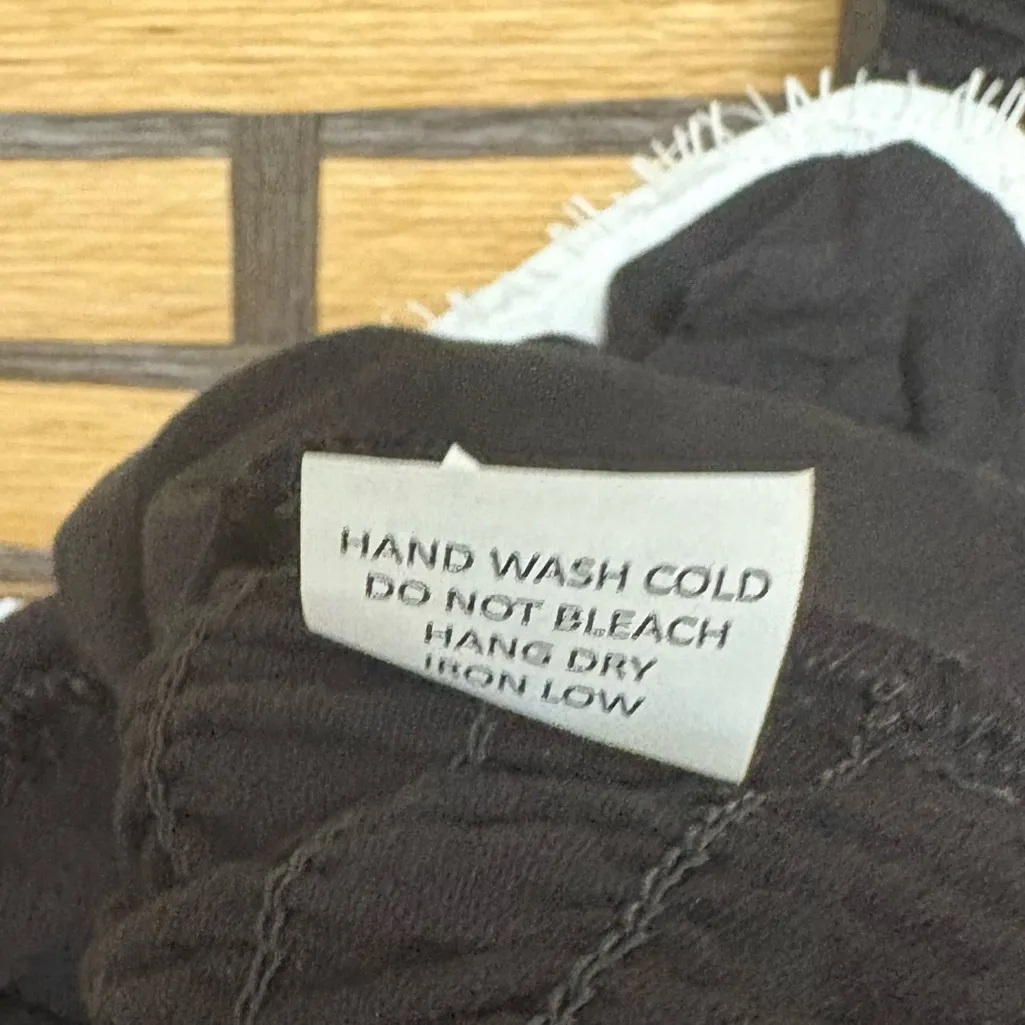 HAND WASH COLD
DO NOT BLEACH
HANG DRY
IRON LOW